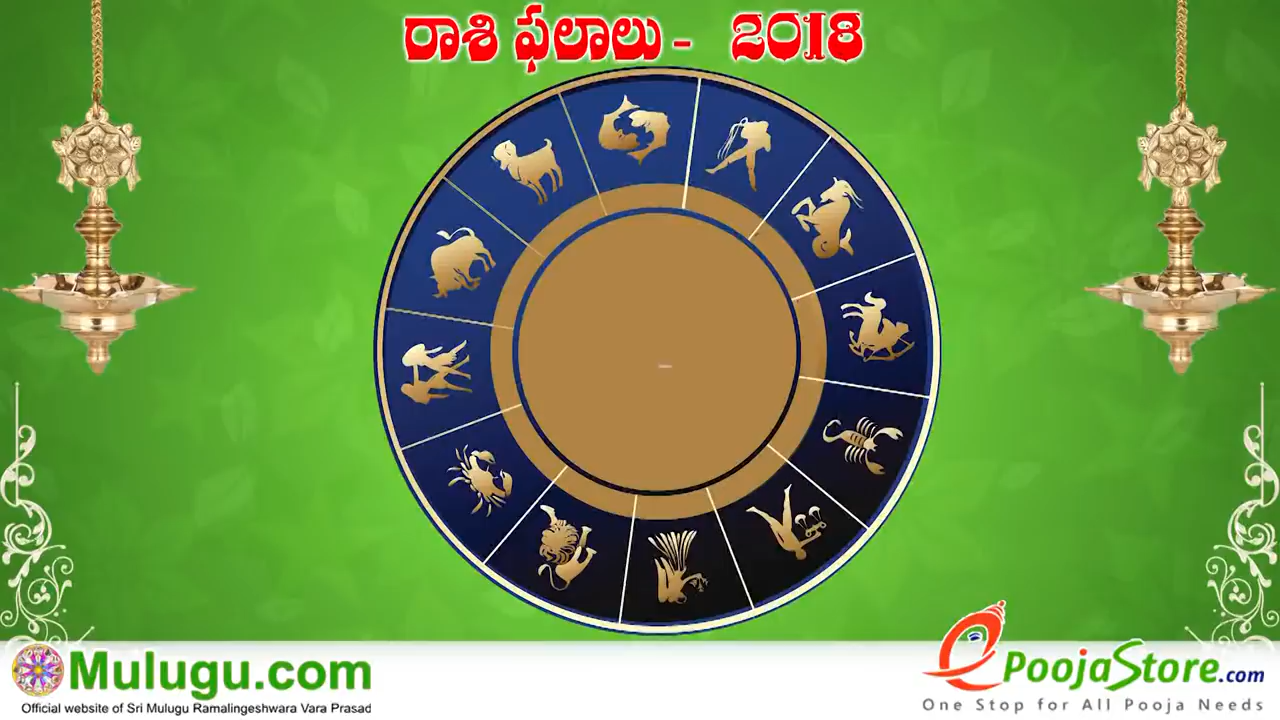 రాశి ఫలాలు - 2018
Mulugu.com
Official website of Sri Mulugu Ramalingeshwara Vara Prasad
ePoojaStore.com
One Stop for All Pooja Needs